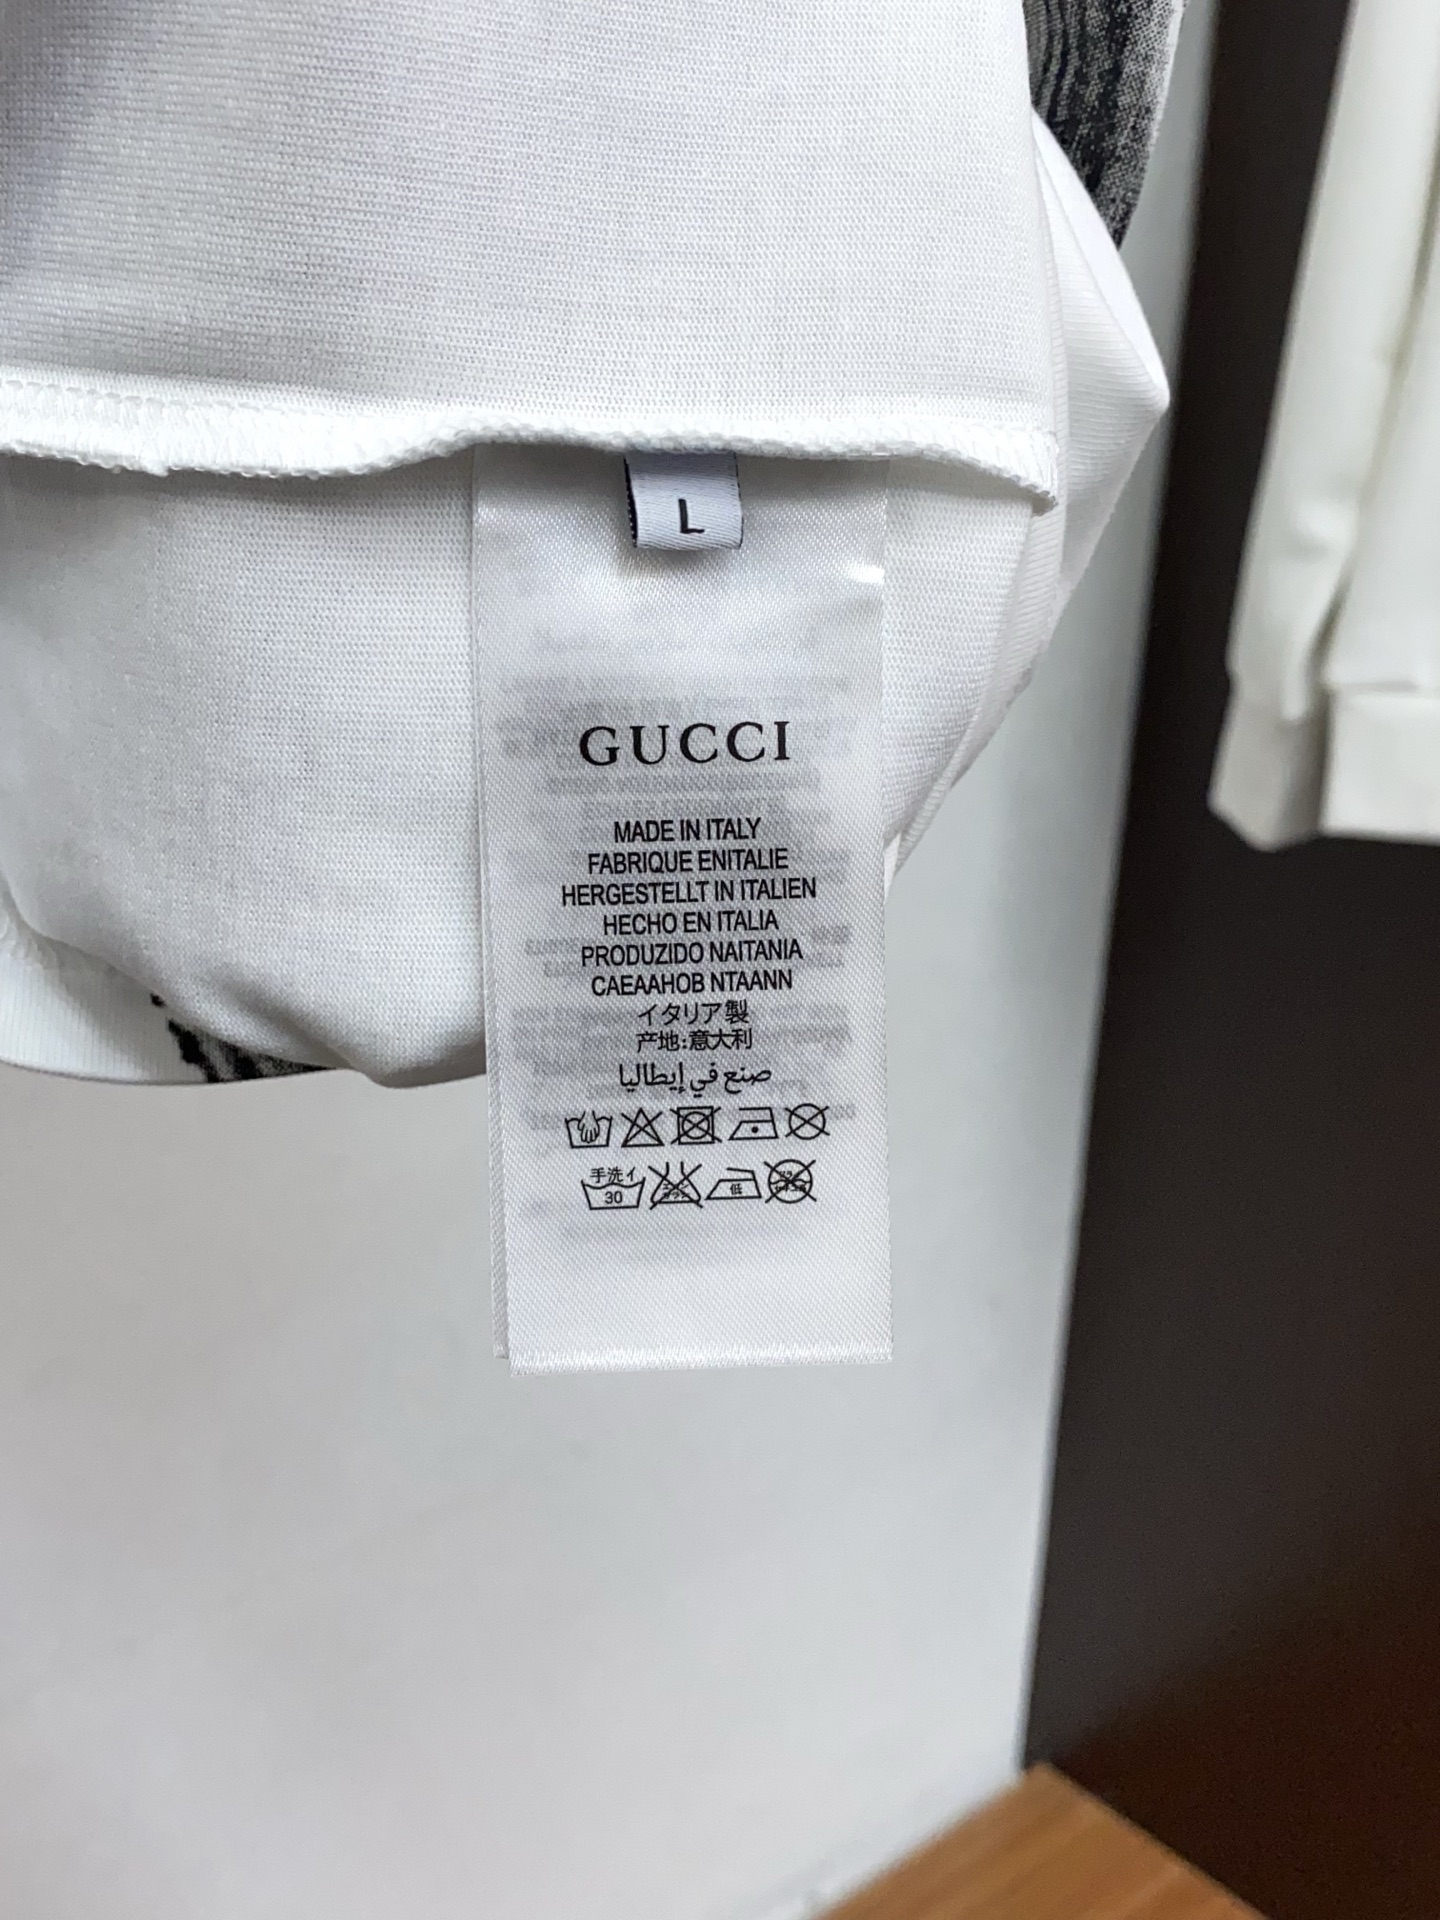 L
GUCCI
MADE IN ITALY
FABRIQUE ENITALIE
HERGESTELLT IN ITALIEN
HECHO EN ITALIA
PRODUZIDO NAITANIA
CAEAAHOB NTAANN
イタリア製
产地:意大利
صنع في إيطاليا
手洗イ
30
低